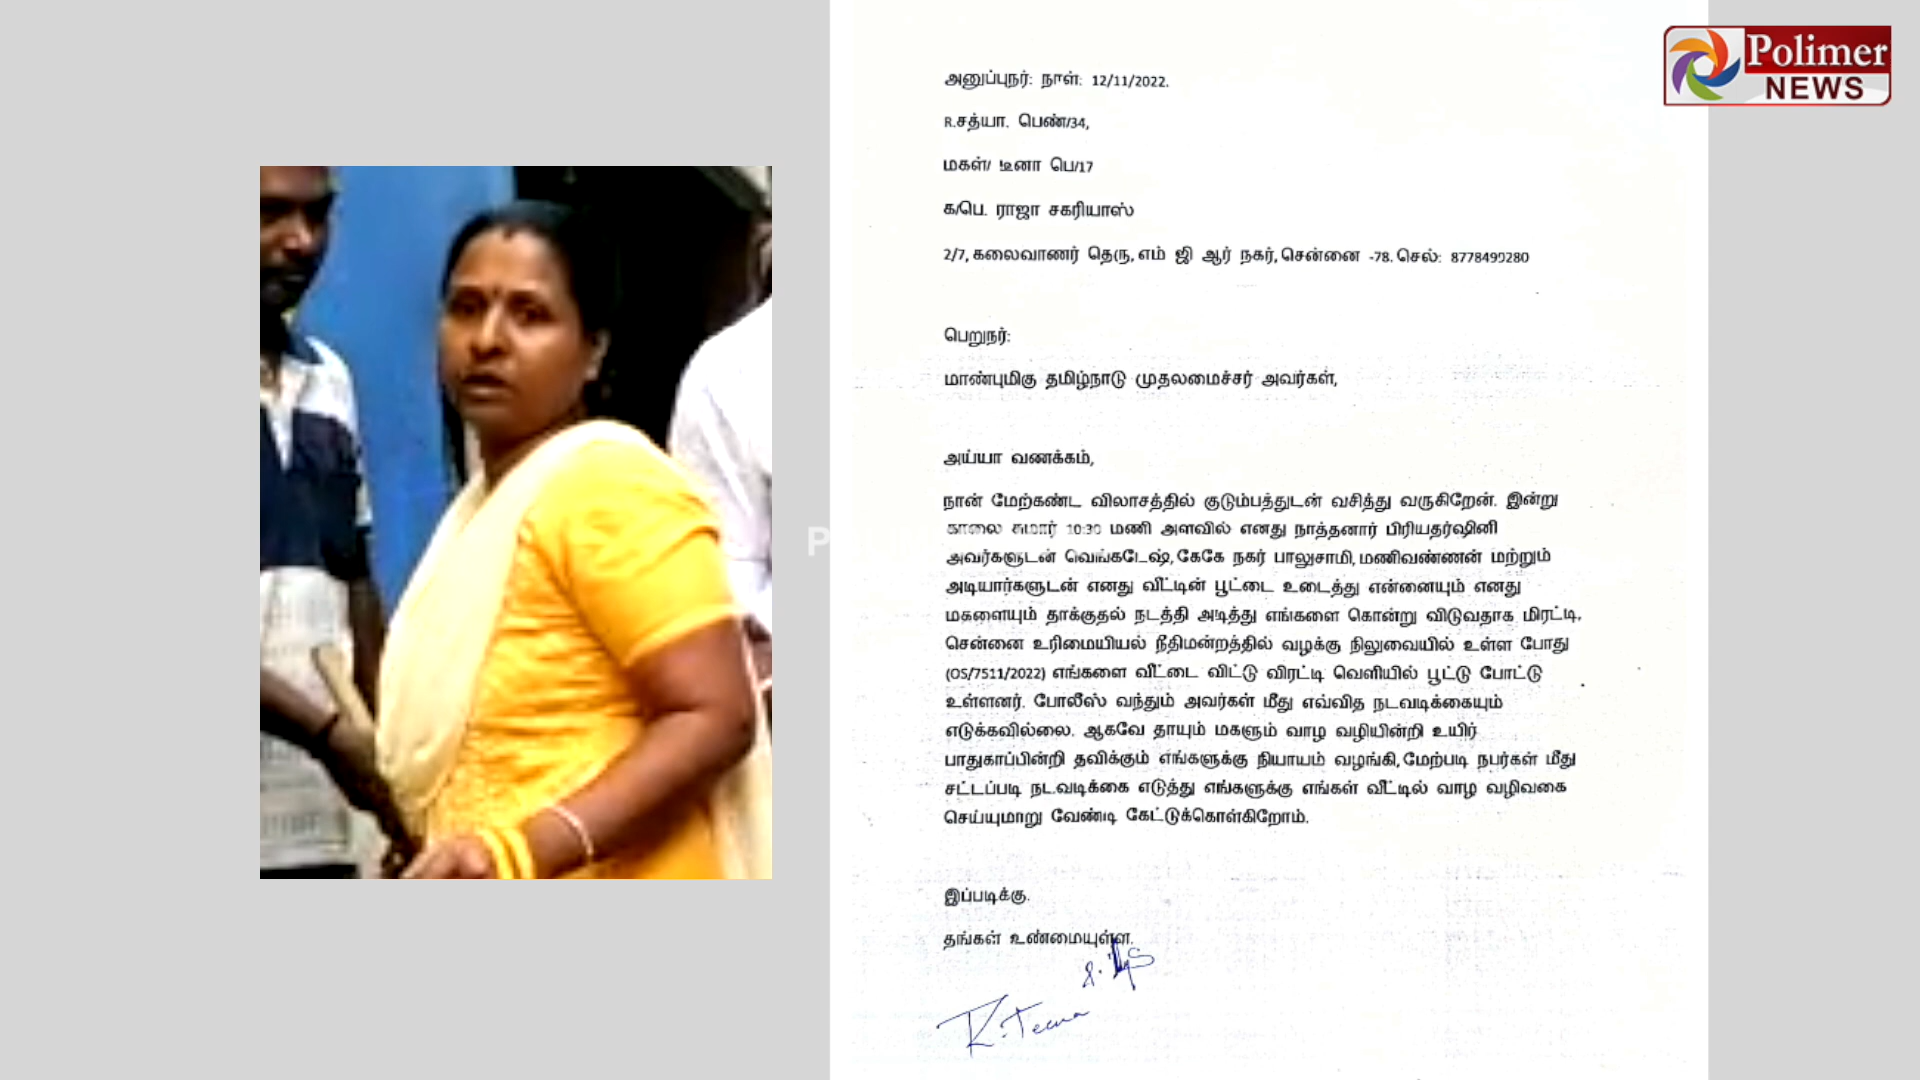 Polimer
NEWS
அனுப்புநர்: நாள்: 12/11/2022.
R.சத்யா. பெண்/34,
மகள்/ டீனா பெ/17
க/பெ. ராஜா சகரியாஸ்
2/7, கலைவாணர் தெரு, எம் ஜி ஆர் நகர், சென்னை -78. செல்: 8778499280
பெறுநர்:
மாண்புமிகு தமிழ்நாடு முதலமைச்சர் அவர்கள்,
அய்யா வணக்கம்,
நான் மேற்கண்ட விலாசத்தில் குடும்பத்துடன் வசித்து வருகிறேன். இன்று
காலை சுமார் 10:30 மணி அளவில் எனது நாத்தனார் பிரியதர்ஷினி
அவர்களுடன் வெங்கடேஷ், கேகே நகர் பாலுசாமி, மணிவண்ணன் மற்றும்
அடியார்களுடன் எனது வீட்டின் பூட்டை உடைத்து என்னையும் எனது
மகளையும் தாக்குதல் நடத்தி அடித்து எங்களை கொன்று விடுவதாக மிரட்டி,
சென்னை உரிமையியல் நீதிமன்றத்தில் வழக்கு நிலுவையில் உள்ள போது
(OS/7511/2022) எங்களை வீட்டை விட்டு விரட்டி வெளியில் பூட்டு போட்டு
உள்ளனர். போலீஸ் வந்தும் அவர்கள் மீது எவ்வித நடவடிக்கையும்
எடுக்கவில்லை. ஆகவே தாயும் மகளும் வாழ வழியின்றி உயிர்
பாதுகாப்பின்றி தவிக்கும் எங்களுக்கு நியாயம் வழங்கி, மேற்படி நபர்கள் மீது
சட்டப்படி நடவடிக்கை எடுத்து எங்களுக்கு எங்கள் வீட்டில் வாழ வழிவகை
செய்யுமாறு வேண்டி கேட்டுக்கொள்கிறோம்.
இப்படிக்கு.
தங்கள் உண்மையுள்ள.
R. Teena